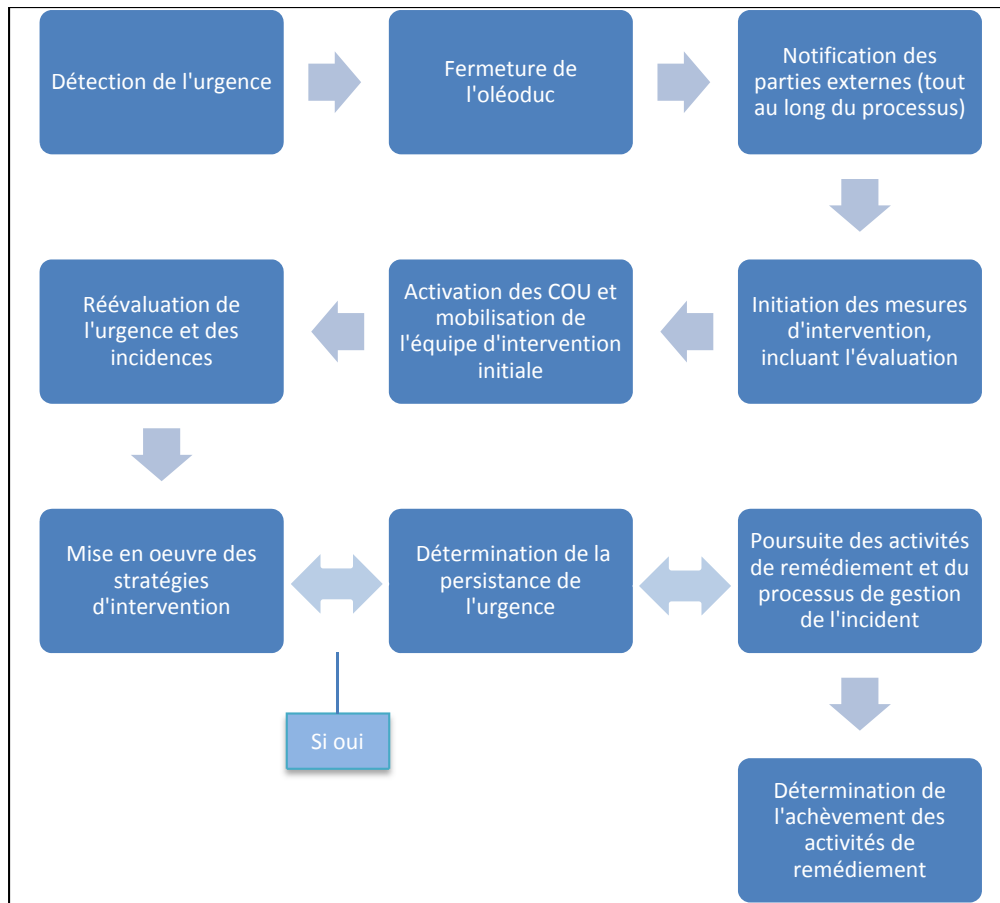 Détection de l'urgence
Fermeture de
l'oléoduc
Notification des
parties externes (tout
au long du processus)
Initiation des mesures
d'intervention,
incluant l'évaluation
Activation des COU et
mobilisation de
l'équipe d'intervention
initiale
Réévaluation de
l'urgence et des
incidences
Mise en oeuvre des
stratégies
d'intervention
Détermination de la
persistance de
l'urgence
Si oui
Poursuite des activités
de remédiement et du
processus de gestion
de l'incident
Détermination de
l'achèvement des
activités de
remédiement